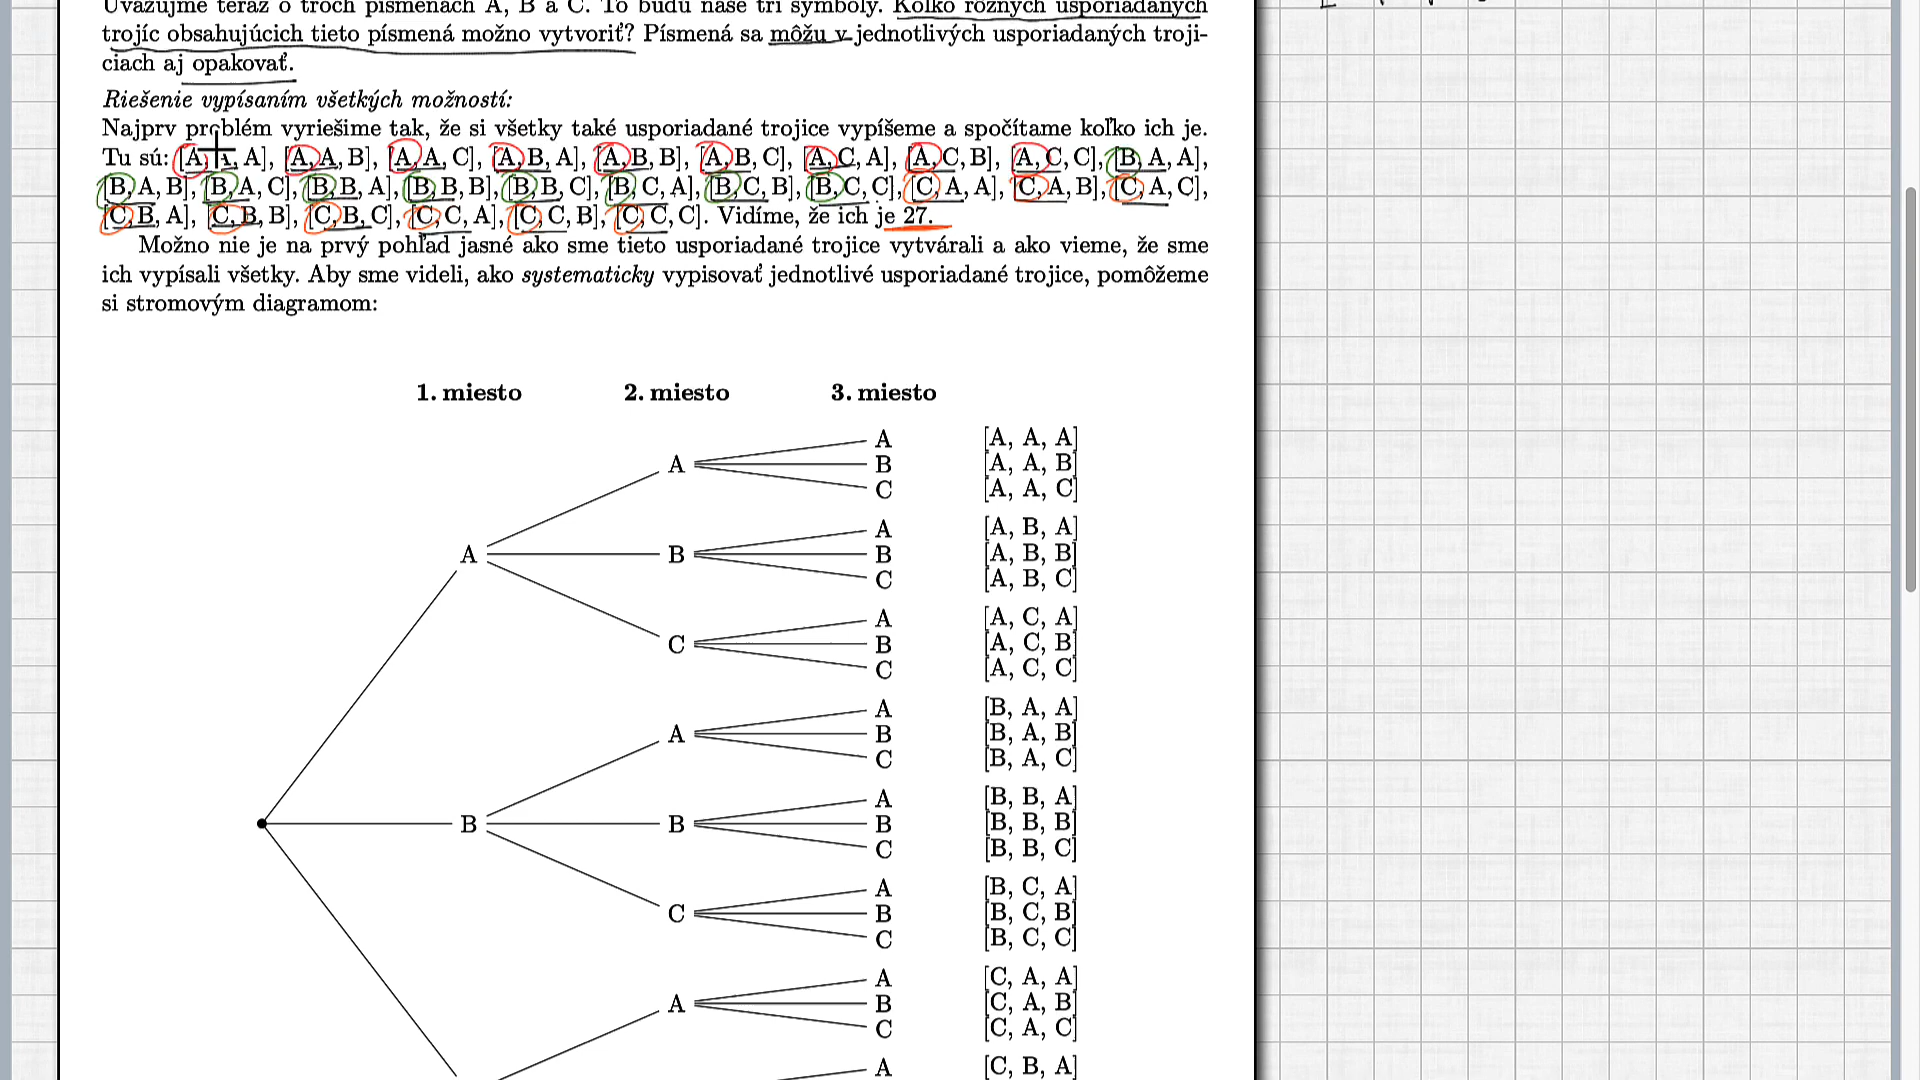 Uvažujme teraz o troch písmenách A, B a C. To budú naše tri symboly. Koľko rôznych usporiadaných
trojíc obsahujúcich tieto písmená možno vytvoriť? Písmená sa môžu v jednotlivých usporiadaných troji-
ciach aj opakovať.
Riešenie vypísaním všetkých možností:
Najprv problém vyriešime tak, že si všetky také usporiadané trojice vypíšeme a spočítame koľko ich je.
Tu sú: [A, A, A], [A, A, B], [A, A, C], [A, B, A], [A, B, B], [A, B, C], [A, C, A], [A, C, B], [A, C, C], [B, A, A],
[B, A, B], [B, A, C], [B, B, A], [B, B, B], [B, B, C], [B, C, A], [B, C, B], [B, C, C], [C, A, A], [C, A, B], [C, A, C],
[C, B, A], [C, B, B], [C, B, C], [C, C, A], [C, C, B], [C, C, C]. Vidíme, že ich je 27.
Možno nie je na prvý pohľad jasné ako sme tieto usporiadané trojice vytvárali a ako vieme, že sme
ich vypísali všetky. Aby sme videli, ako systematicky vypisovať jednotlivé usporiadané trojice, pomôžeme
si stromovým diagramom:
1. miesto 2. miesto 3. miesto
A [A, A, A]
A B [A, A, B]
C [A, A, C]
A [A, B, A]
A B B [A, B, B]
C [A, B, C]
A [A, C, A]
C B [A, C, B]
C [A, C, C]
A [B, A, A]
A B [B, A, B]
C [B, A, C]
A [B, B, A]
B B B [B, B, B]
C [B, B, C]
A [B, C, A]
C B [B, C, B]
C [B, C, C]
A [C, A, A]
A B [C, A, B]
C [C, A, C]
A [C, B, A]